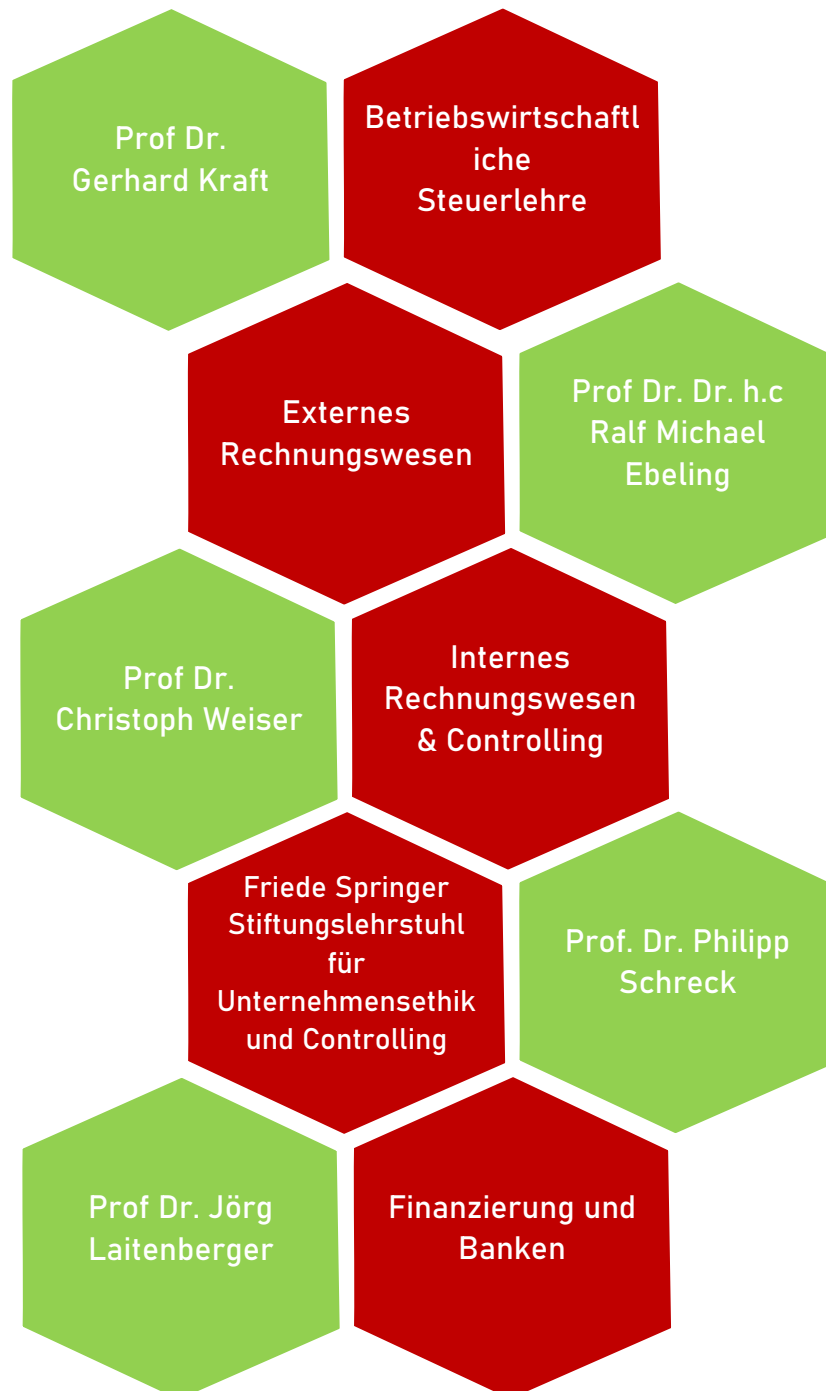 Prof Dr.
Gerhard Kraft
Betriebswirtschaftl
iche
Steuerlehre
Externes
Rechnungswesen
Prof Dr. Dr. h.c
Ralf Michael
Ebeling
Prof Dr.
Christoph Weiser
Internes
Rechnungswesen
& Controlling
Friede Springer
Stiftungslehrstuhl
für
Unternehmensethik
und Controlling
Prof. Dr. Philipp
Schreck
Prof Dr. Jörg
Laitenberger
Finanzierung und
Banken